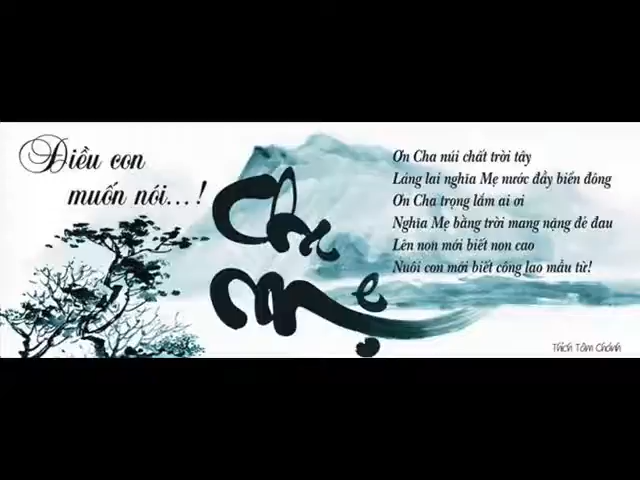 Điều con
muốn nói...!
Cha
Mẹ
Ơn Cha núi chất trời tây
Láng lai nghĩa Mẹ nước đầy biển đông
Ơn Cha trọng lắm ai ơi
Nghĩa Mẹ bằng trời mang nặng đẻ đau
Lên non mới biết non cao
Nuôi con mới biết công lao mẫu từ!
Thích Tâm Chánh